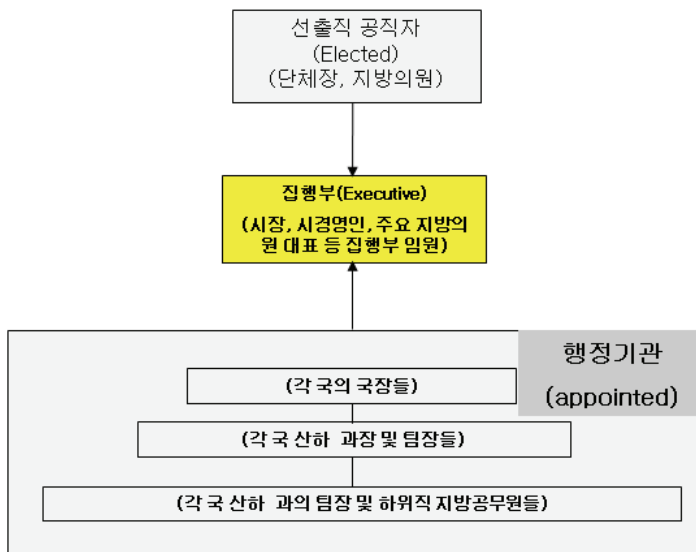 선출직 공직자
(Elected)
(단체장, 지방의원)
집행부(Executive)
(시장, 시경영인, 주요 지방의
원 대표 등 집행부 임원)
행정기관
(appointed)
(각 국의 국장들)
(각 국 산하 과장 및 팀장들)
(각 국 산하 과의 팀장 및 하위직 지방공무원들)